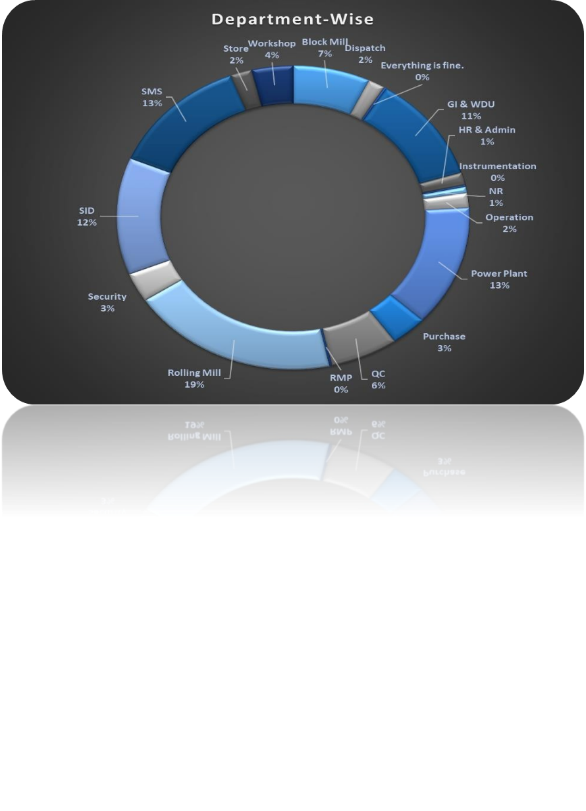 Department-Wise
Block Mill
7%
Dispatch
2%
Everything is fine.
0%
GI & WDU
11%
HR & Admin
1%
Instrumentation
0%
NR
1%
Operation
2%
Power Plant
13%
Purchase
3%
QC
6%
RMP
0%
Rolling Mill
19%
Security
3%
SID
12%
SMS
13%
Store
2%
Workshop
4%